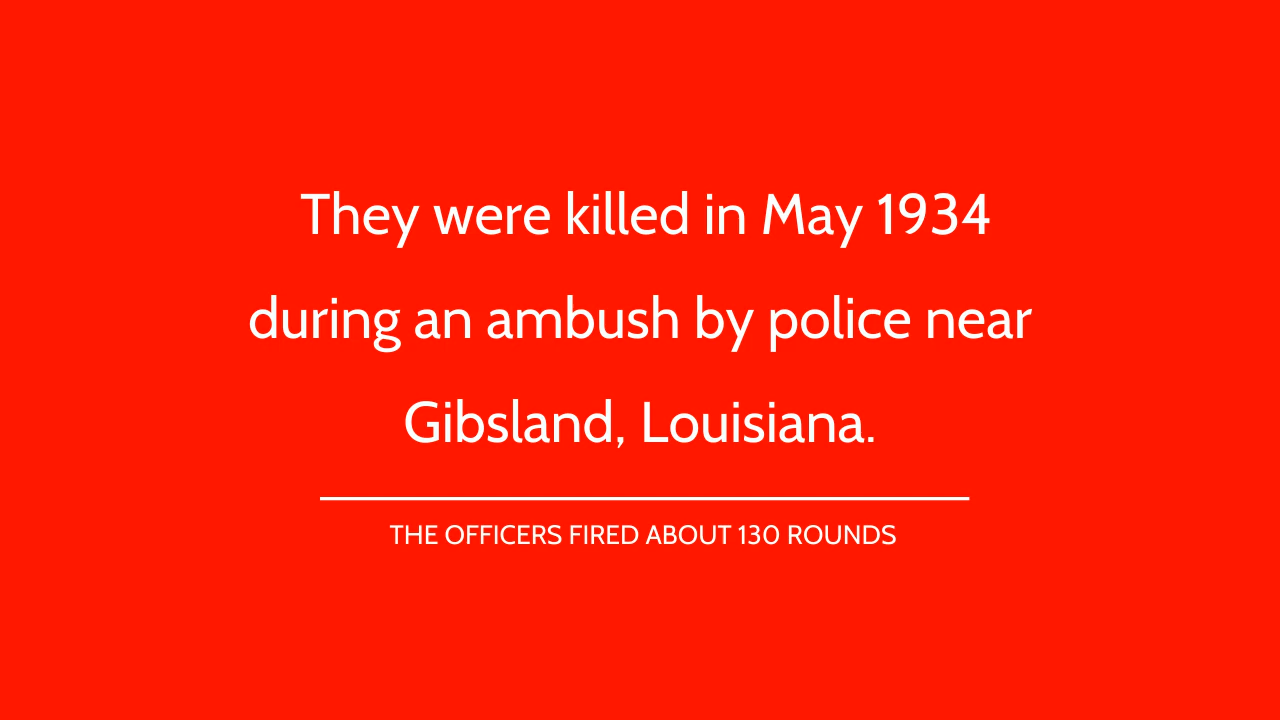 They were killed in May 1934
during an ambush by police near
Gibsland, Louisiana.
THE OFFICERS FIRED ABOUT 130 ROUNDS